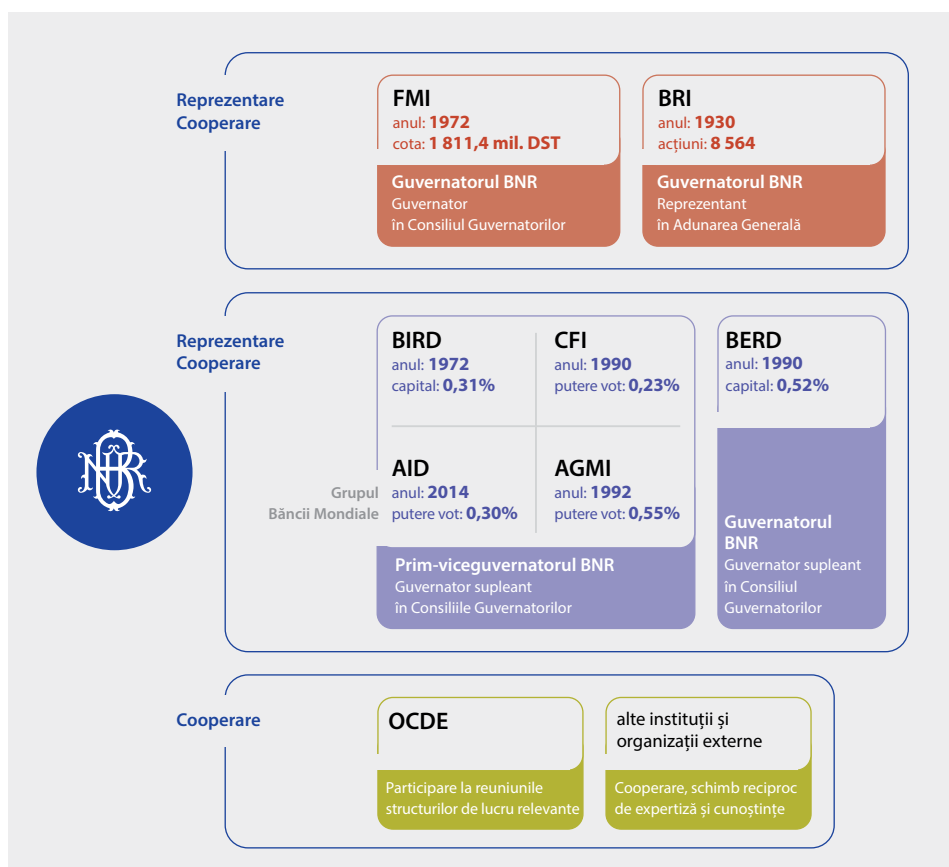 Reprezentare
Cooperare
FMI
anul: 1972
cota: 1 811,4 mil. DST
Guvernatorul BNR
Guvernator
în Consiliul Guvernatorilor
BRI
anul: 1930
acțiuni: 8 564
Guvernatorul BNR
Reprezentant
în Adunarea Generală
Reprezentare
Cooperare
BIRD
anul: 1972
capital: 0,31%
CFI
anul: 1990
putere vot: 0,23%
Grupul
Băncii Mondiale
AID
anul: 2014
putere vot: 0,30%
AGMI
anul: 1992
putere vot: 0,55%
Prim-viceguvernatorul BNR
Guvernator supleant
în Consiliile Guvernatorilor
BERD
anul: 1990
capital: 0,52%
Guvernatorul
BNR
Guvernator supleant
în Consiliul
Guvernatorilor
BNR
Cooperare
OCDE
Participare la reuniunile
structurilor de lucru relevante
alte instituții și
organizații externe
Cooperare, schimb reciproc
de expertiză și cunoștințe